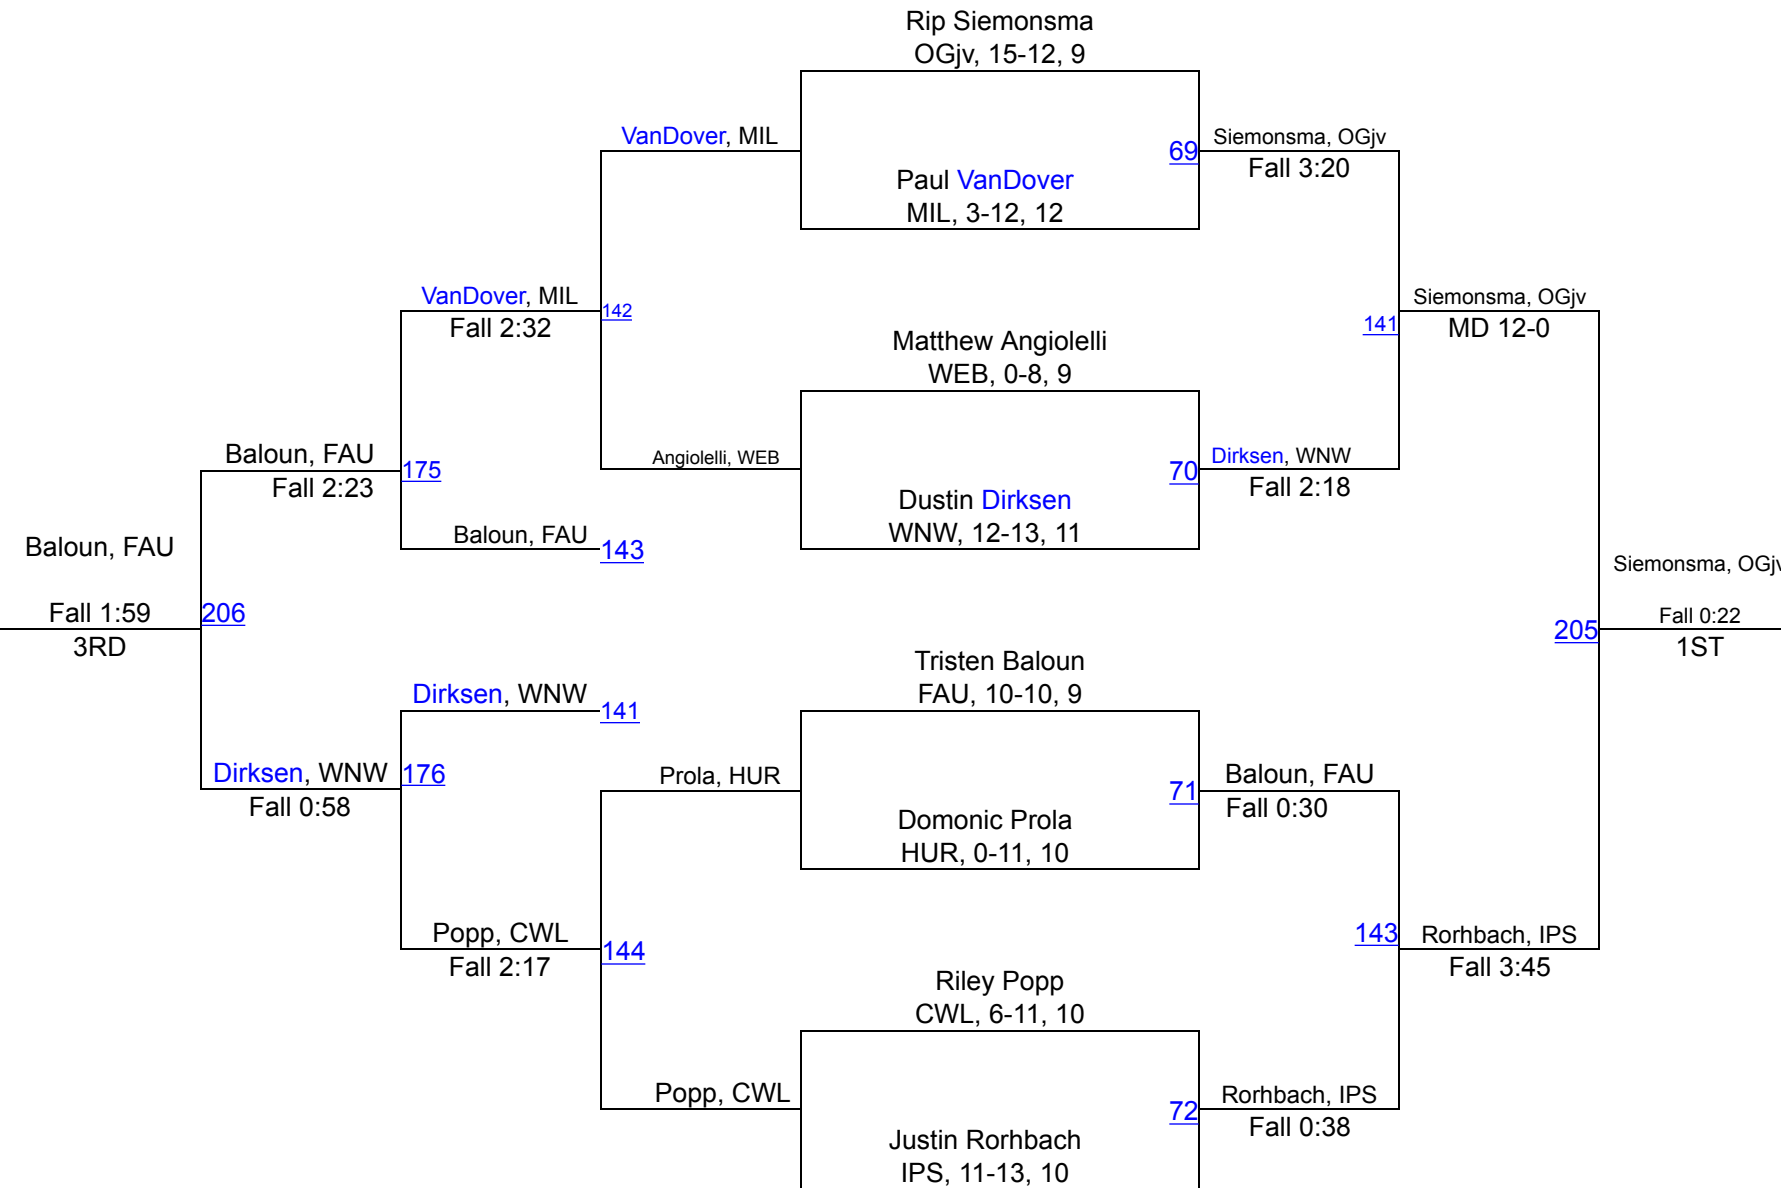 Rip Siemonsma
OGjv, 15-12, 9
VanDover, MIL
69
Siemonsma, OGjv
Fall 3:20
Paul VanDover
MIL, 3-12, 12
VanDover, MIL
Fall 2:32
142
Matthew Angiolelli
WEB, 0-8, 9
141
Siemonsma, OGjv
MD 12-0
Baloun, FAU
Fall 2:23
175
Angiolelli, WEB
70
Dirksen, WNW
Fall 2:18
Dustin Dirksen
WNW, 12-13, 11
Baloun, FAU
143
Baloun, FAU
Fall 1:59
3RD
206
Siemonsma, OGjv
Fall 0:22
1ST
205
Tristen Baloun
FAU, 10-10, 9
Dirksen, WNW
141
Dirksen, WNW
Fall 0:58
176
Prola, HUR
71
Baloun, FAU
Fall 0:30
Domonic Prola
HUR, 0-11, 10
Popp, CWL
Fall 2:17
144
143
Rorhbach, IPS
Fall 3:45
Riley Popp
CWL, 6-11, 10
Popp, CWL
72
Rorhbach, IPS
Fall 0:38
Justin Rorhbach
IPS, 11-13, 10